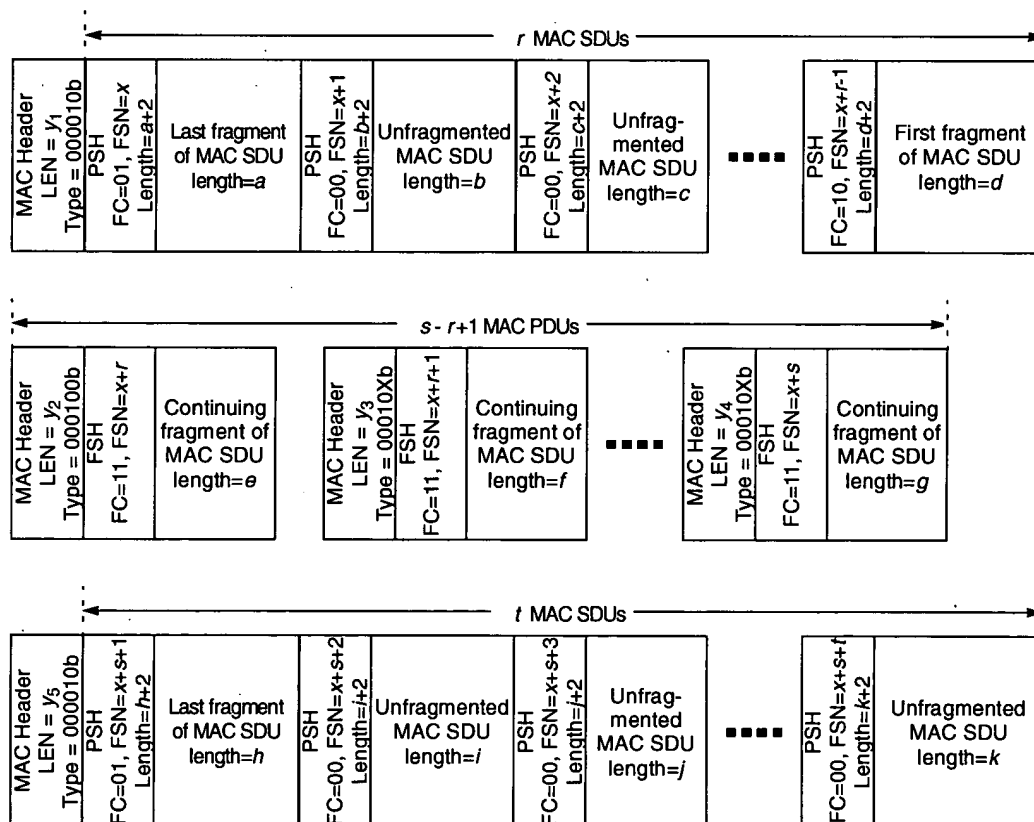 r MAC SDUs
MAC Header
LEN = y1
Type = 000010b
PSH
FC=01, FSN=x
Length=a+2
Last fragment
of MAC SDU
length=a
PSH
FC=00, FSN=x+1
Length=b+2
Unfragmented
MAC SDU
length=b
PSH
FC=00, FSN=x+2
Length=c+2
Unfrag-
mented
MAC SDU
length=c
PSH
FC=10, FSN=x+r-1
Length=d+2
First fragment
of MAC SDU
length=d
s - r+1 MAC PDUs
MAC Header
LEN = y2
Type = 000100b
FSH
FC=11, FSN=x+r
Continuing
fragment of
MAC SDU
length=e
MAC Header
LEN = y3
Type = 00010Xb
FSH
FC=11, FSN=x+r+1
Continuing
fragment of
MAC SDU
length=f
MAC Header
LEN = y4
Type = 00010Xb
FSH
FC=11, FSN=x+s
Continuing
fragment of
MAC SDU
length=g
t MAC SDUs
MAC Header
LEN = y5
Type = 000010b
PSH
FC=01, FSN=x+s+1
Length=h+2
Last fragment
of MAC SDU
length=h
PSH
FC=00, FSN=x+s+2
Length=i+2
Unfragmented
MAC SDU
length=i
PSH
FC=00, FSN=x+s+3
Length=j+2
Unfrag-
mented
MAC SDU
length=j
PSH
FC=00, FSN=x+s+t
Length=k+2
Unfragmented
MAC SDU
length=k